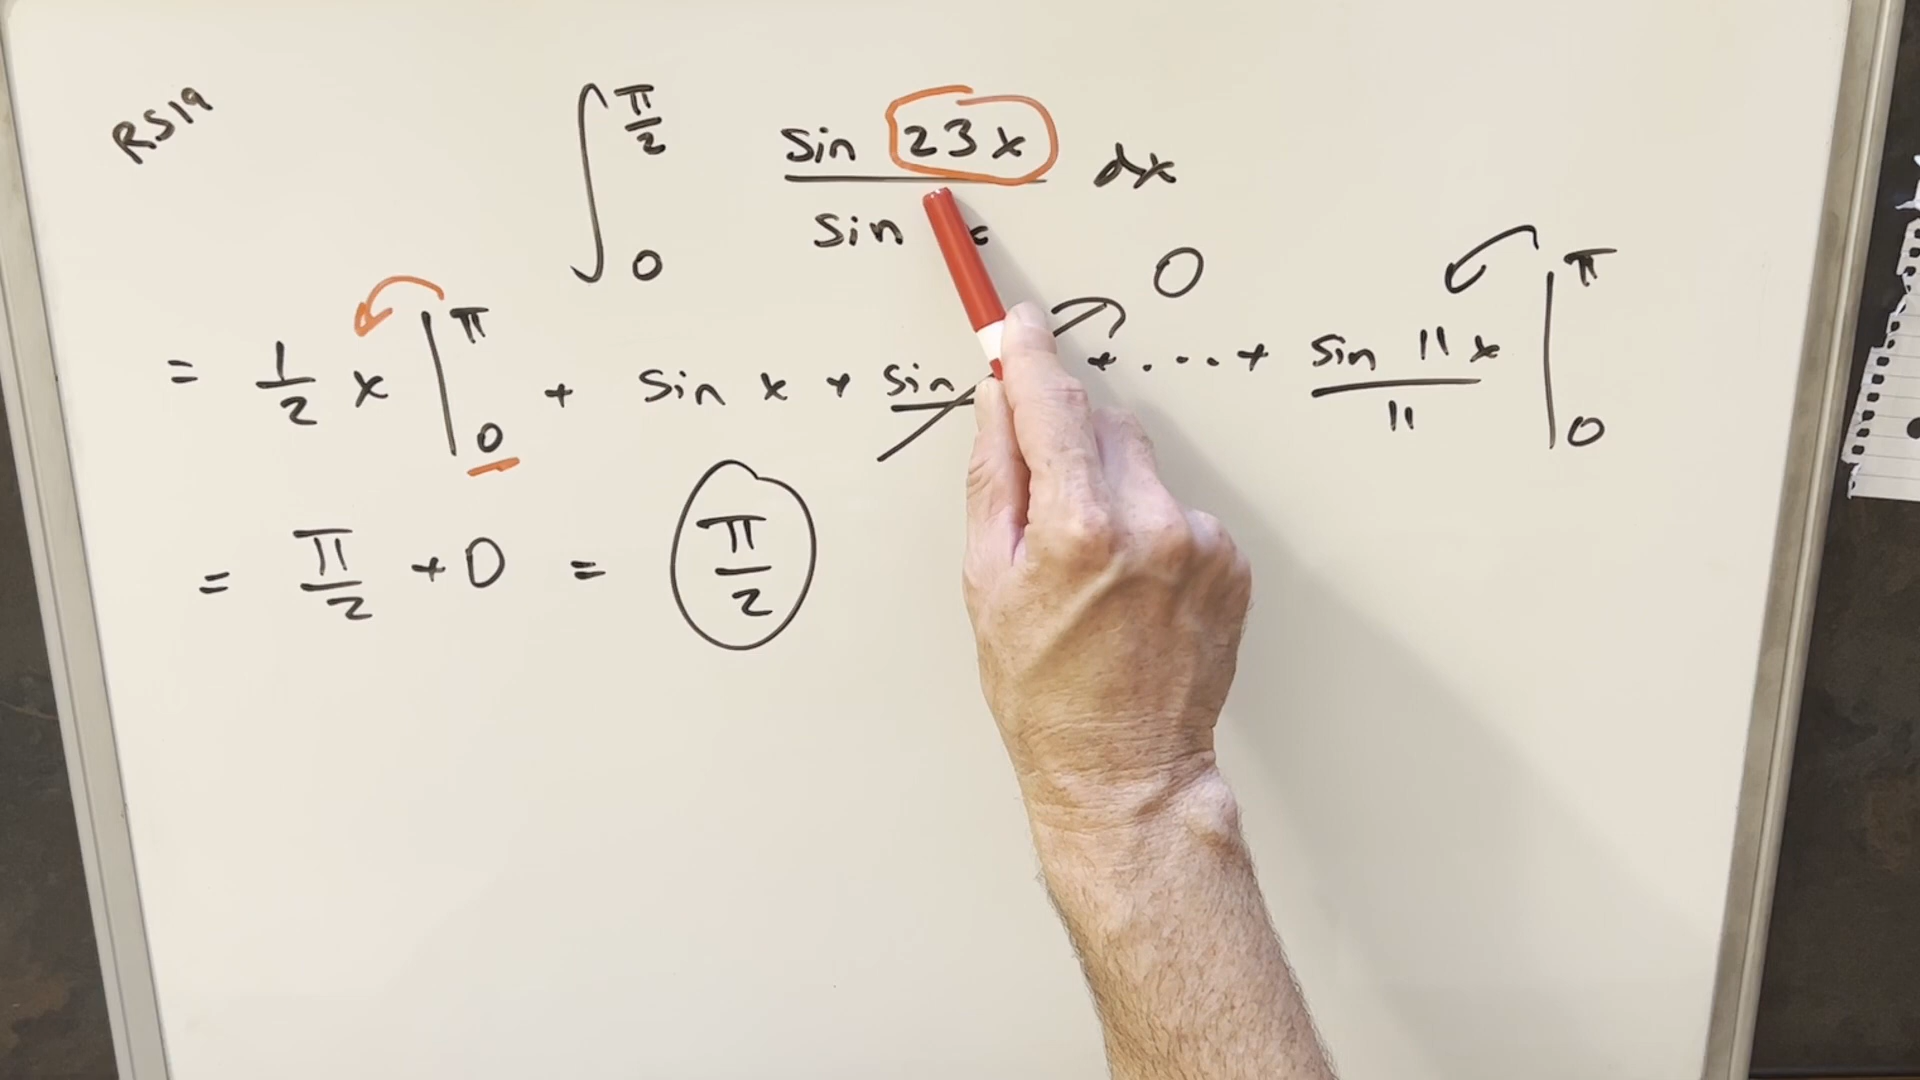 RS19
∫ π/2 0 sin 23x / sin dx
0
= 1/2 x | π 0 + sin x + sin + . . . + sin 11x / 11 | π 0
= π/2 + 0 = π/2